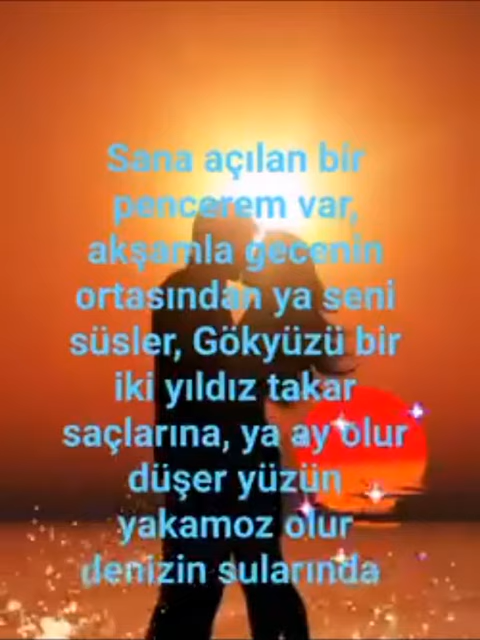 Sana açılan bir
pencerem var,
akşamla gecenin
ortasından ya seni
süsler, Gökyüzü bir
iki yıldız takar
saçlarına, ya ay olur
düşer yüzün
yakamoz olur
denizin sularında